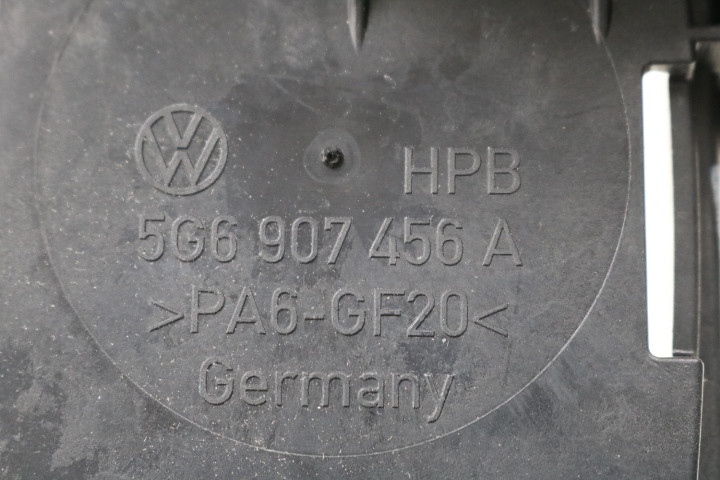 HPB
5G6 907 456 A
>PA6-GF20<
Germany